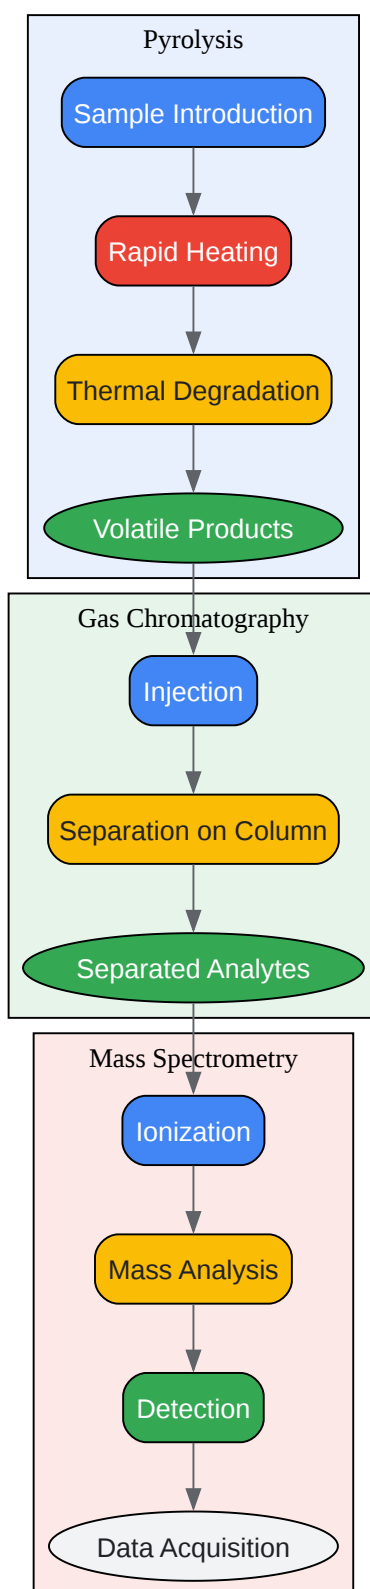 Pyrolysis
Sample Introduction
Rapid Heating
Thermal Degradation
Volatile Products
Gas Chromatography
Injection
Separation on Column
Separated Analytes
Mass Spectrometry
Ionization
Mass Analysis
Detection
Data Acquisition